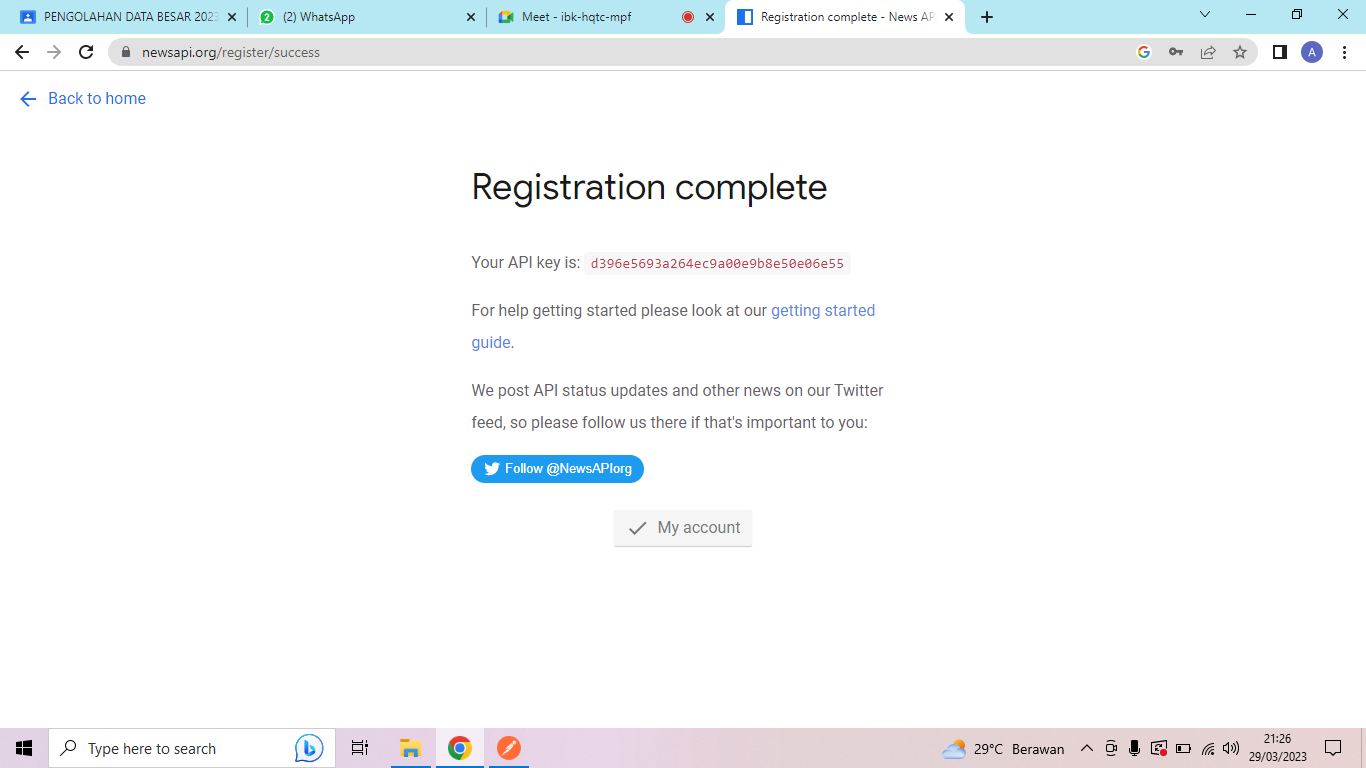 PENGOLAHAN DATA BESAR 2023
(2) WhatsApp
Meet - ibk-hqtc-mpf
Registration complete - News AP
newsapi.org/register/success
A
Back to home
Registration complete
Your API key is: d396e5693a264ec9a00e9b8e50e06e55
For help getting started please look at our getting started
guide.
We post API status updates and other news on our Twitter
feed, so please follow us there if that's important to you:
Follow @NewsAPIorg
My account
Type here to search
29°C Berawan
21:26
29/03/2023